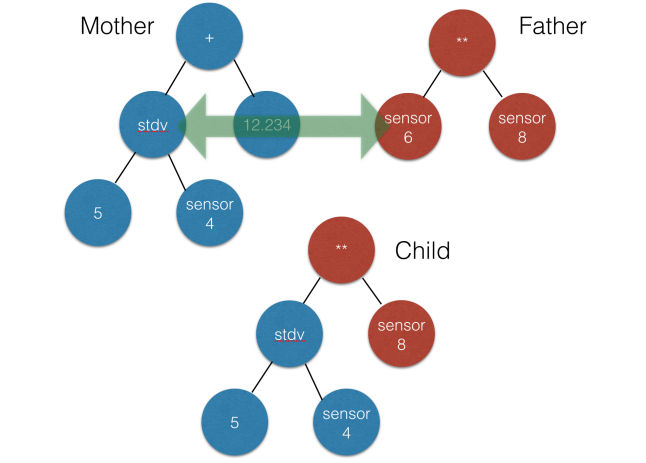 Mother
+
Father
**
stdv
12.234
sensor
6
sensor
8
5
sensor
4
**
Child
stdv
sensor
8
5
sensor
4